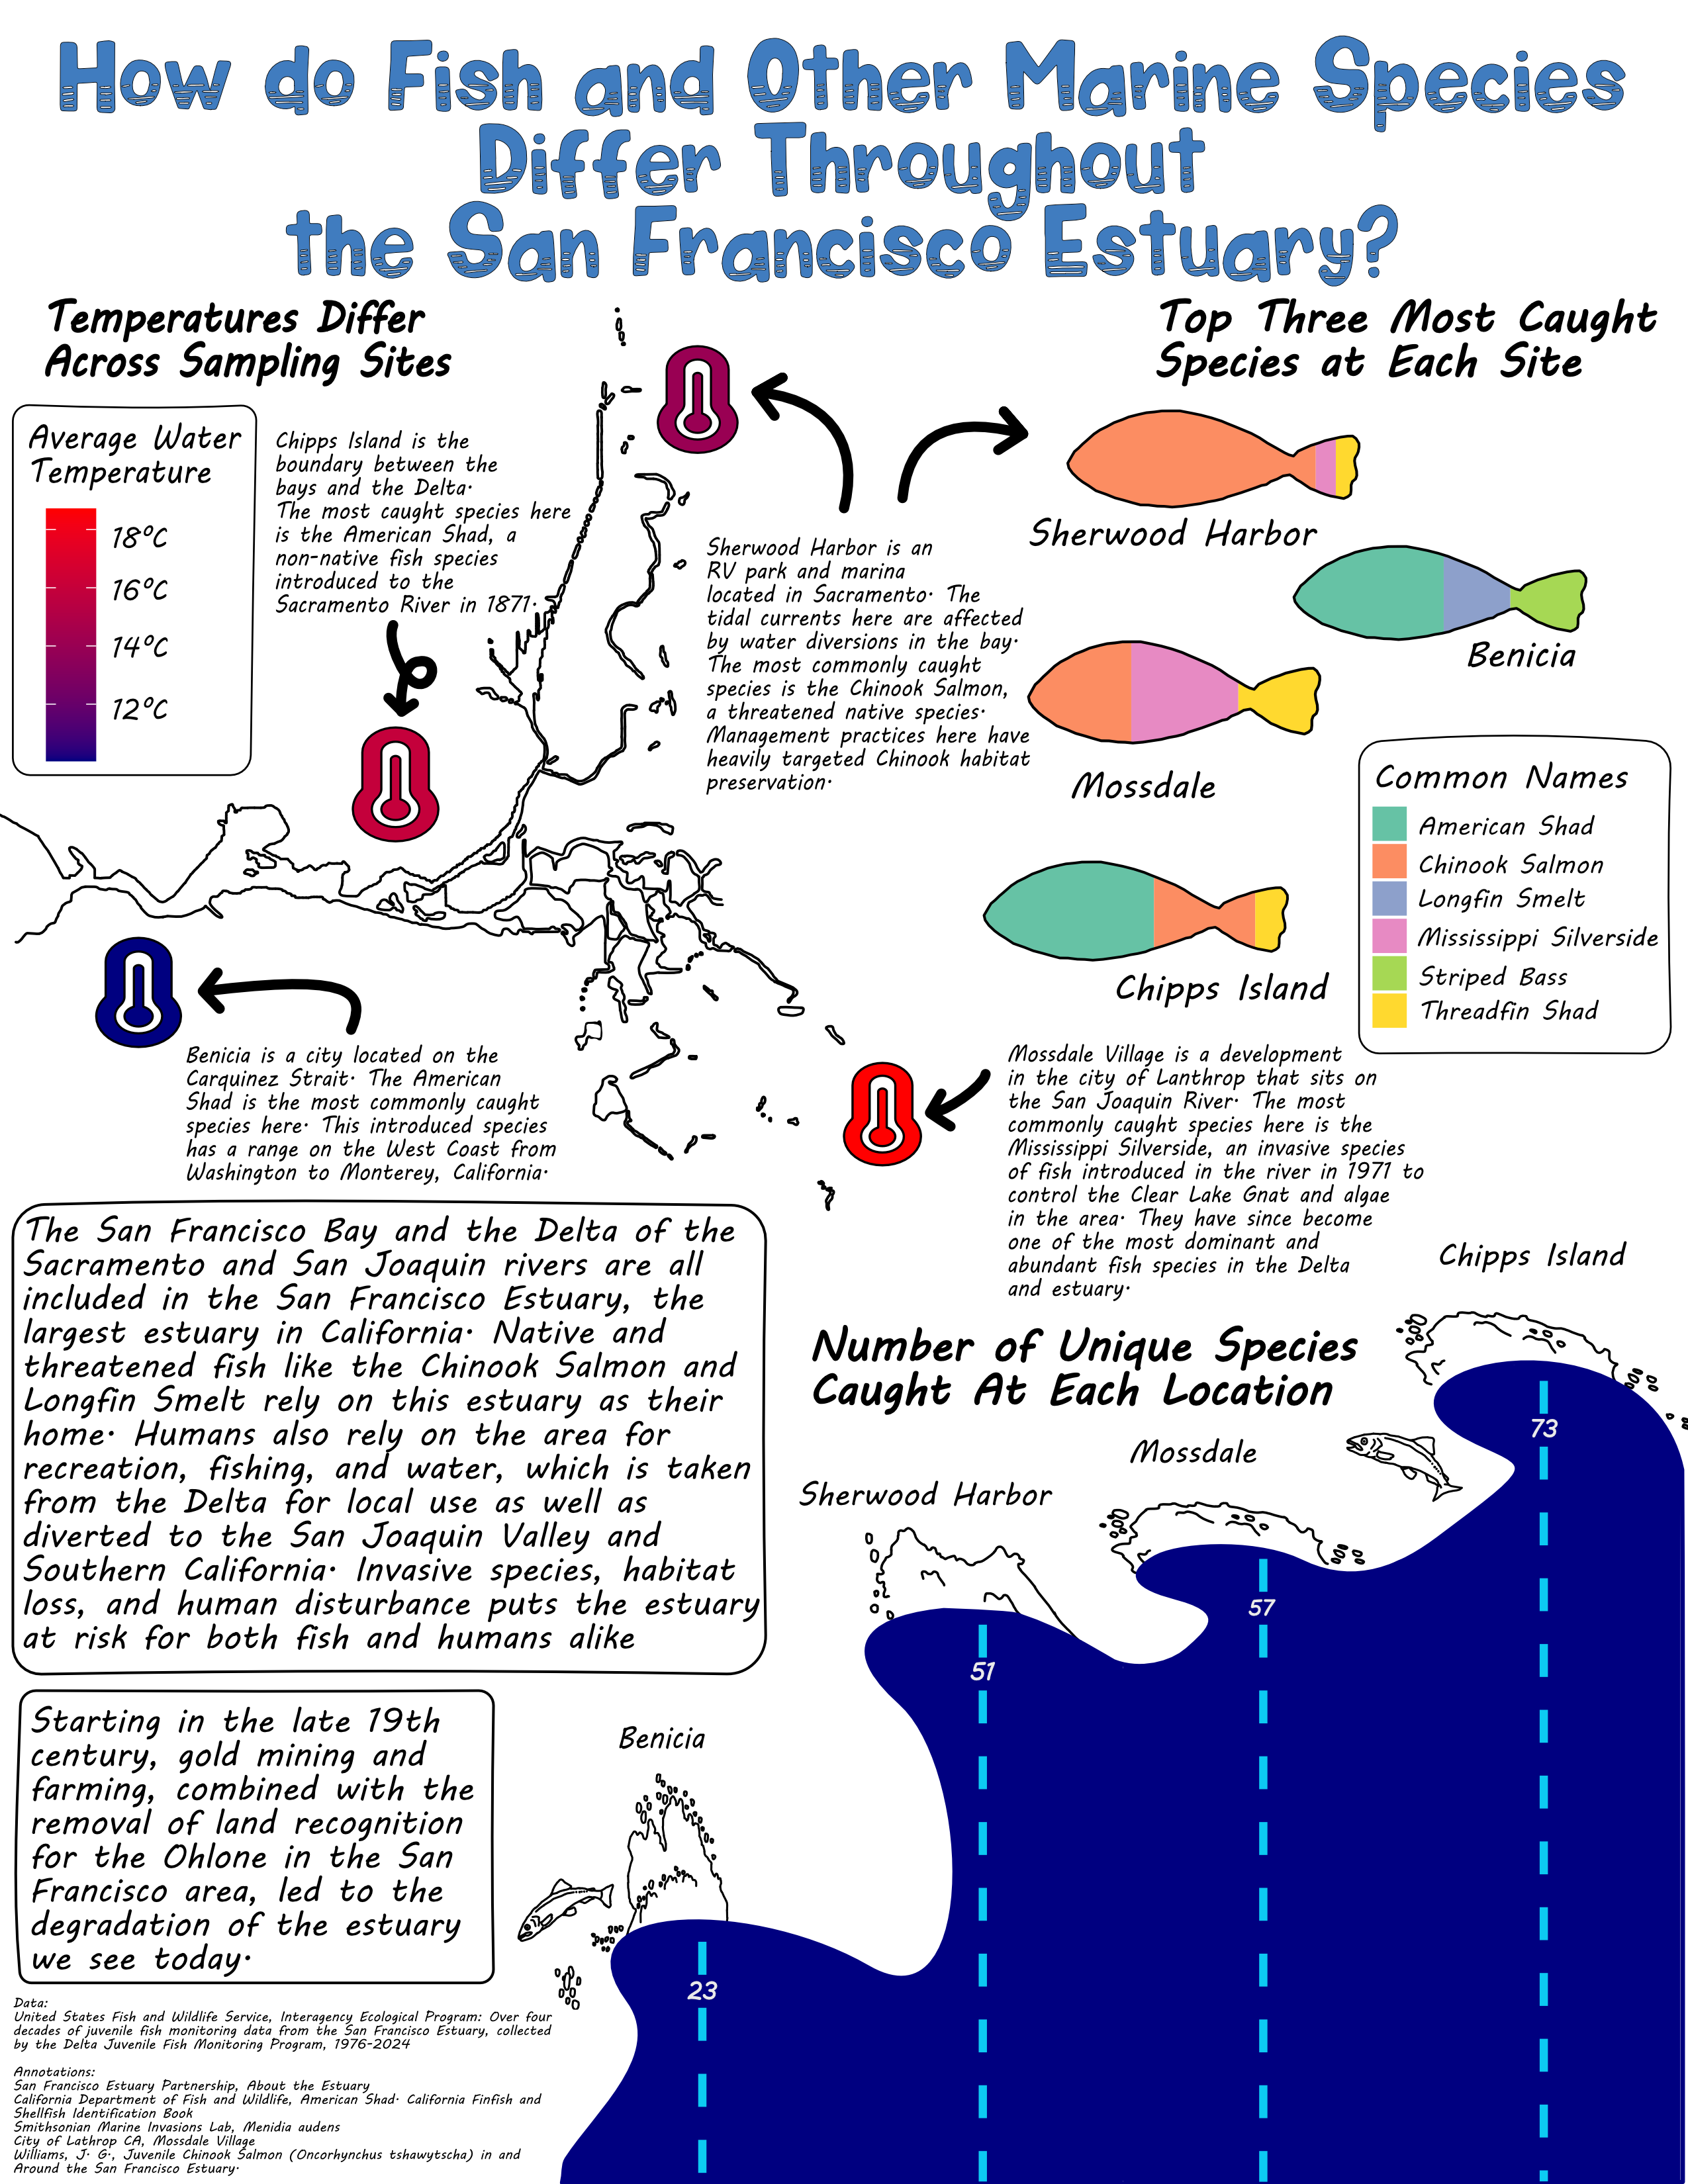 How do Fish and Other Marine Species
Differ Throughout
the San Francisco Estuary?
Temperatures Differ
Across Sampling Sites
Average Water
Temperature
18°C
16°C
14°C
12°C
Chipps Island is the
boundary between the
bays and the Delta.
The most caught species here
is the American Shad, a
non-native fish species
introduced to the
Sacramento River in 1871.
Sherwood Harbor is an
RV park and marina
located in Sacramento. The
tidal currents here are affected
by water diversions in the bay.
The most commonly caught
species is the Chinook Salmon,
a threatened native species.
Management practices here have
heavily targeted Chinook habitat
preservation.
Top Three Most Caught
Species at Each Site
Sherwood Harbor
Benicia
Mossdale
Chipps Island
Common Names
American Shad
Chinook Salmon
Longfin Smelt
Mississippi Silverside
Striped Bass
Threadfin Shad
Benicia is a city located on the
Carquinez Strait. The American
Shad is the most commonly caught
species here. This introduced species
has a range on the West Coast from
Washington to Monterey, California.
Mossdale Village is a development
in the city of Lanthrop that sits on
the San Joaquin River. The most
commonly caught species here is the
Mississippi Silverside, an invasive species
of fish introduced in the river in 1971 to
control the Clear Lake Gnat and algae
in the area. They have since become
one of the most dominant and
abundant fish species in the Delta
and estuary.
The San Francisco Bay and the Delta of the
Sacramento and San Joaquin rivers are all
included in the San Francisco Estuary, the
largest estuary in California. Native and
threatened fish like the Chinook Salmon and
Longfin Smelt rely on this estuary as their
home. Humans also rely on the area for
recreation, fishing, and water, which is taken
from the Delta for local use as well as
diverted to the San Joaquin Valley and
Southern California. Invasive species, habitat
loss, and human disturbance puts the estuary
at risk for both fish and humans alike
Starting in the late 19th
century, gold mining and
farming, combined with the
removal of land recognition
for the Ohlone in the San
Francisco area, led to the
degradation of the estuary
we see today.
Number of Unique Species
Caught At Each Location
Benicia
23
Sherwood Harbor
51
Mossdale
57
Chipps Island
73
Data:
United States Fish and Wildlife Service, Interagency Ecological Program: Over four
decades of juvenile fish monitoring data from the San Francisco Estuary, collected
by the Delta Juvenile Fish Monitoring Program, 1976-2024
Annotations:
San Francisco Estuary Partnership, About the Estuary
California Department of Fish and Wildlife, American Shad. California Finfish and
Shellfish Identification Book
Smithsonian Marine Invasions Lab, Menidia audens
City of Lathrop CA, Mossdale Village
Williams, J. G., Juvenile Chinook Salmon (Oncorhynchus tshawytscha) in and
Around the San Francisco Estuary.